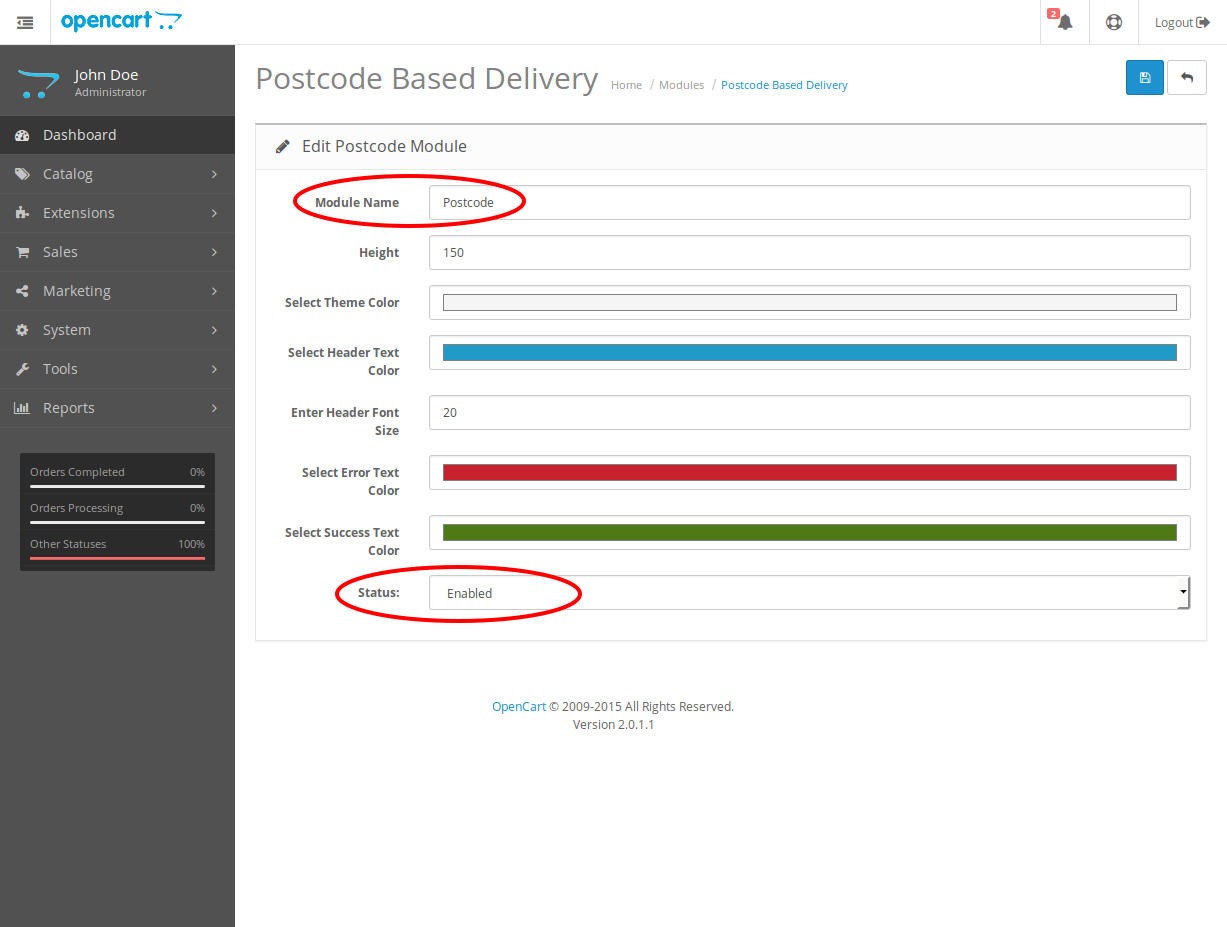 opencart
2
Logout
John Doe
Administrator
Dashboard
Catalog
Extensions
Sales
Marketing
System
Tools
Reports
Orders Completed 0%
Orders Processing 0%
Other Statuses 100%
Postcode Based Delivery
Home / Modules / Postcode Based Delivery
Edit Postcode Module
Module Name Postcode
Height 150
Select Theme Color
Select Header Text
Color
Enter Header Font
Size
20
Select Error Text
Color
Select Success Text
Color
Status: Enabled
OpenCart © 2009-2015 All Rights Reserved.
Version 2.0.1.1